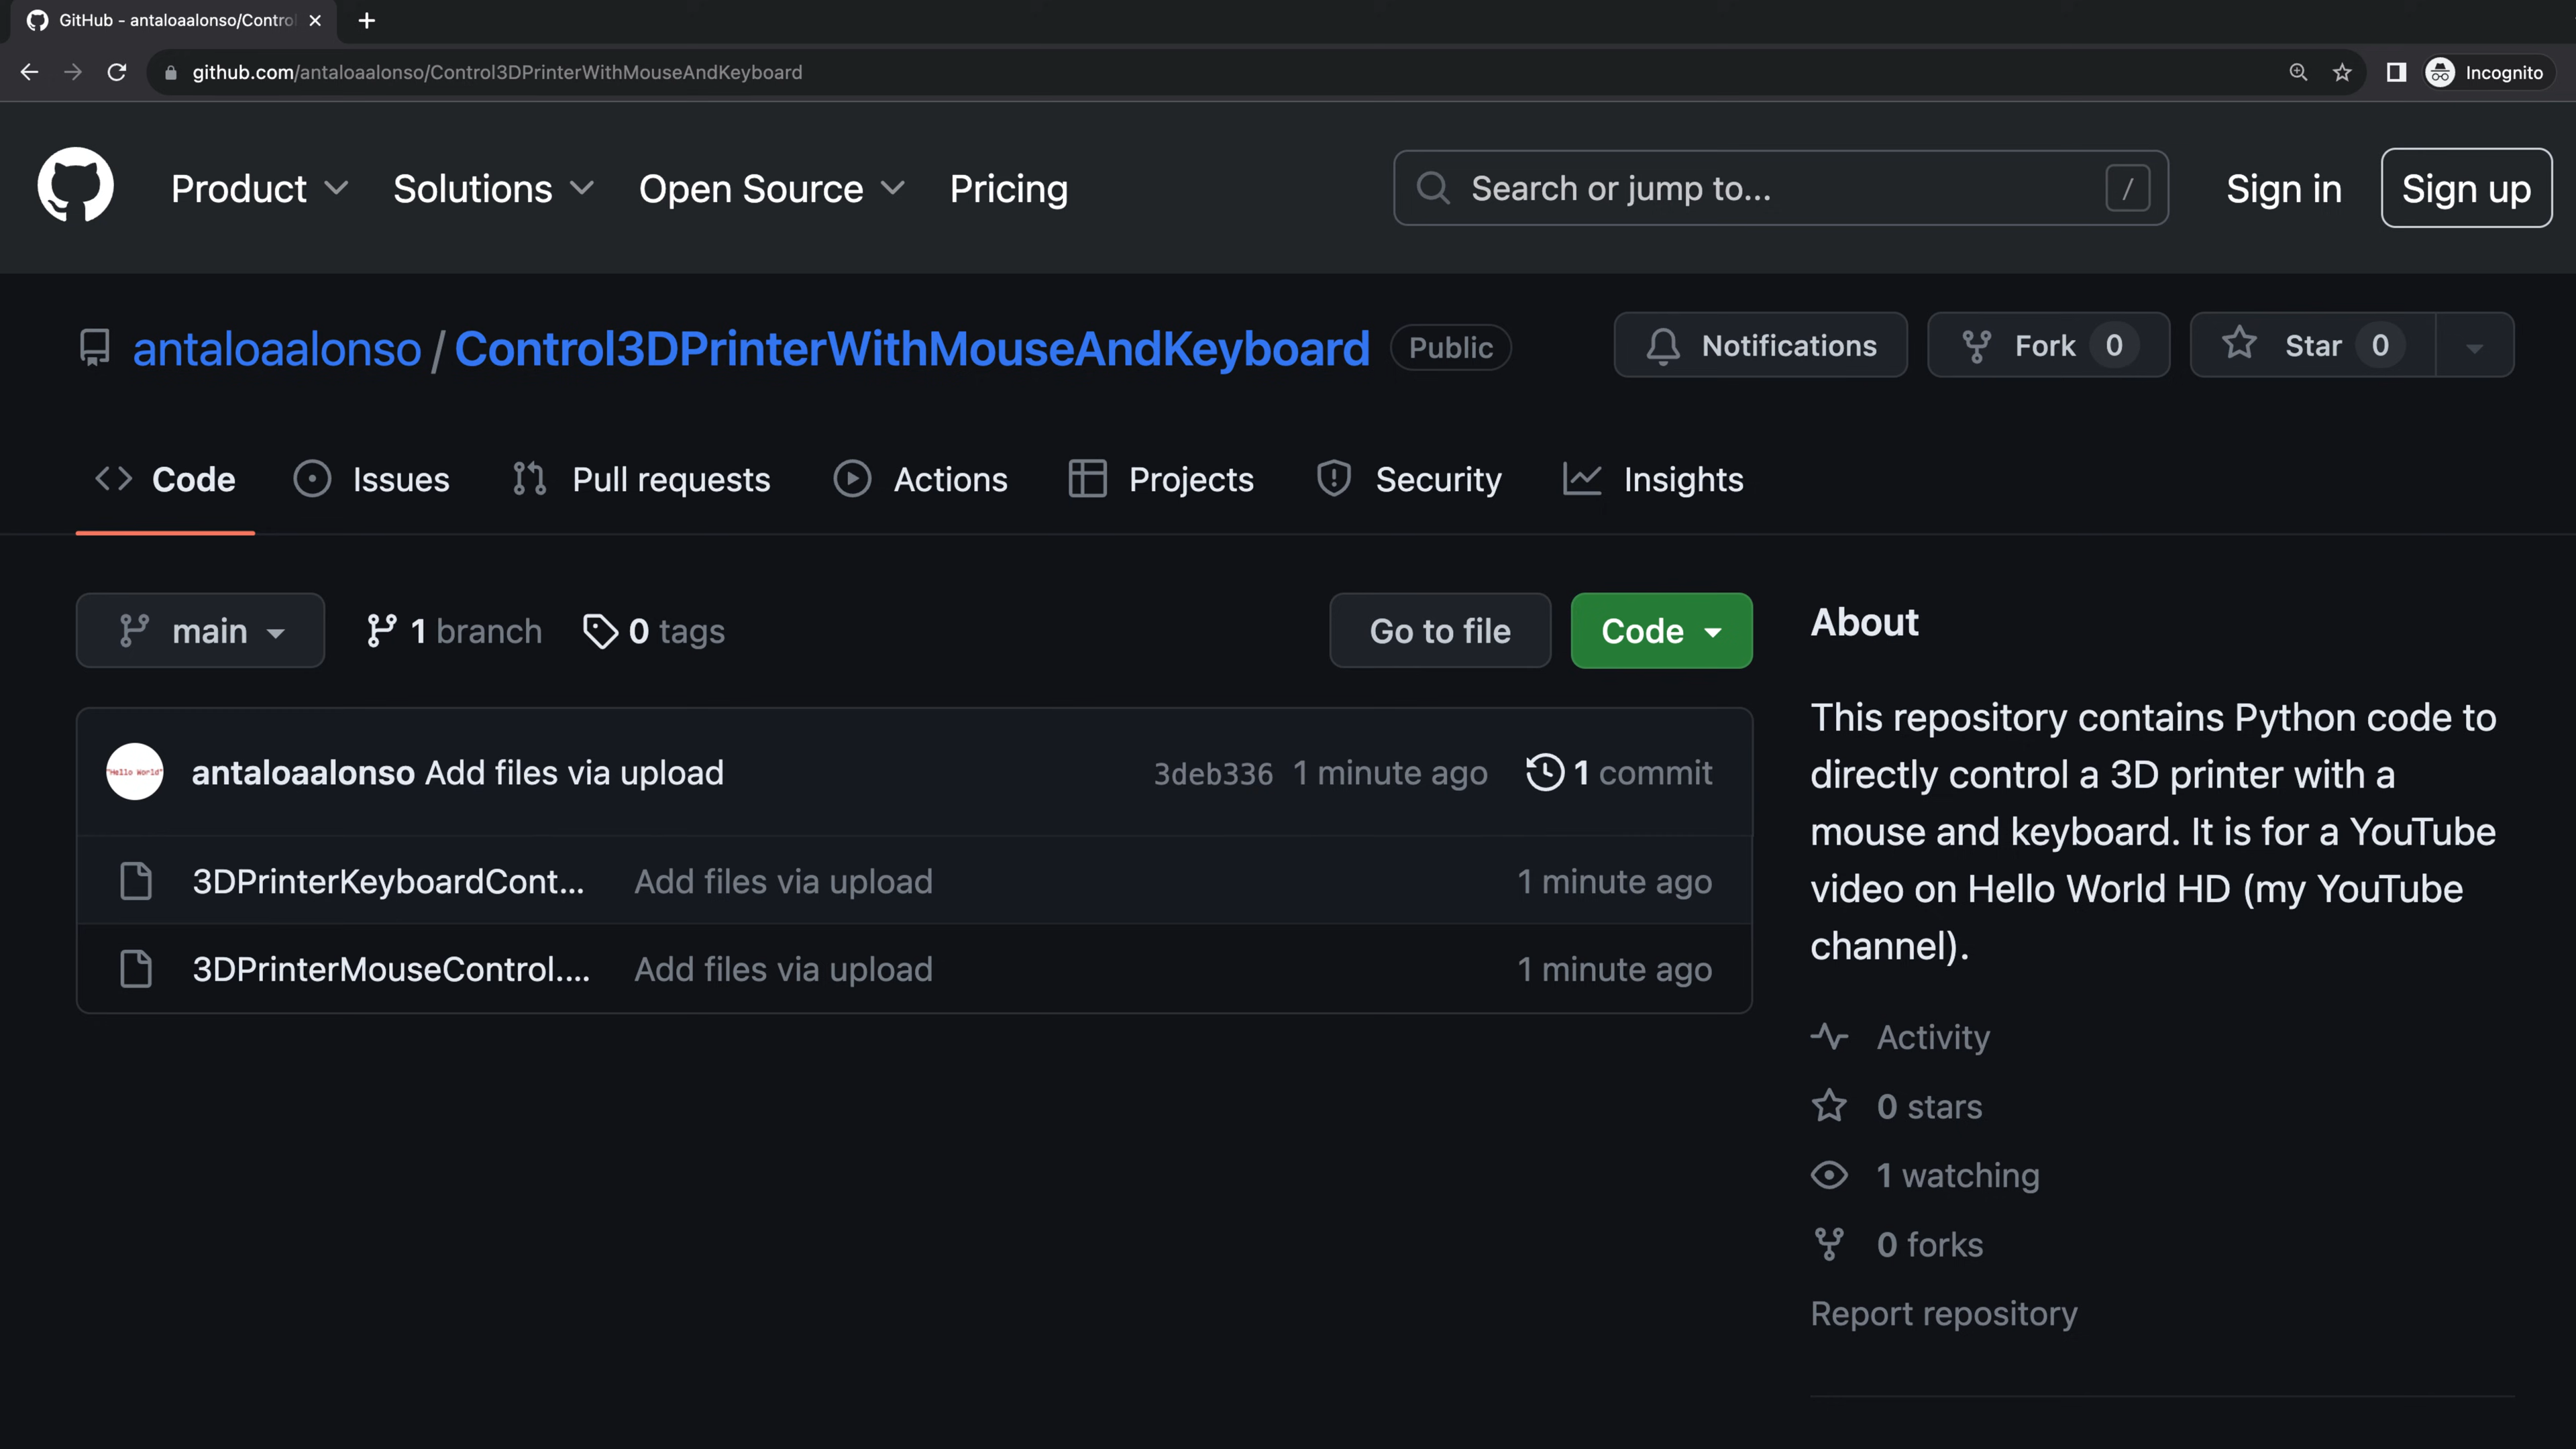 GitHub - antaloaalonso/Control
github.com/antaloaalonso/Control3DPrinterWithMouseAndKeyboard
Incognito
Product
Solutions
Open Source
Pricing
Search or jump to...
/
Sign in
Sign up
antaloaalonso / Control3DPrinterWithMouseAndKeyboard
Public
Notifications
Fork 0
Star 0
Code
Issues
Pull requests
Actions
Projects
Security
Insights
main
1 branch
0 tags
Go to file
Code
"Hello World"
antaloaalonso Add files via upload
3deb336 1 minute ago
1 commit
3DPrinterKeyboardCont...
Add files via upload
1 minute ago
3DPrinterMouseControl....
Add files via upload
1 minute ago
About
This repository contains Python code to
directly control a 3D printer with a
mouse and keyboard. It is for a YouTube
video on Hello World HD (my YouTube
channel).
Activity
0 stars
1 watching
0 forks
Report repository